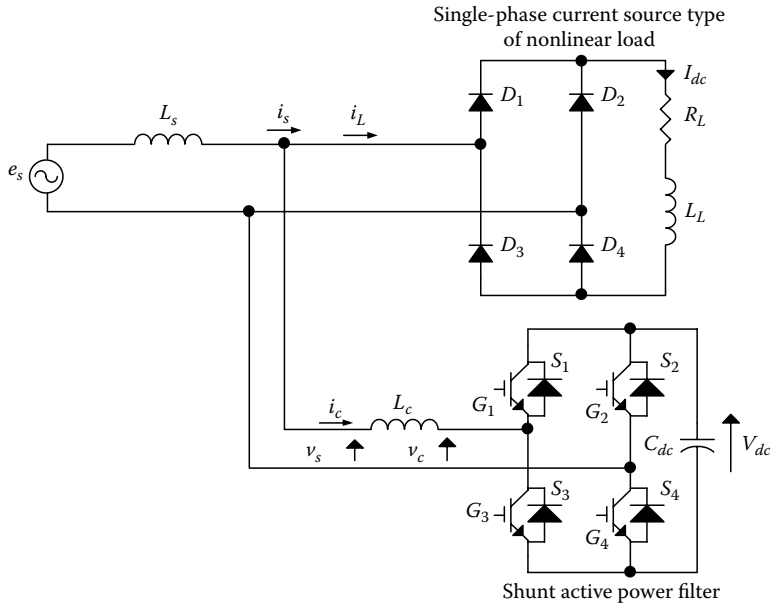 Single-phase current source type
of nonlinear load
I_dc
D_1
D_2
R_L
L_s
i_s
i_L
e_s
L_L
D_3
D_4
S_1
S_2
G_1
G_2
i_c
L_c
v_s
v_c
C_dc
V_dc
S_3
S_4
G_3
G_4
Shunt active power filter